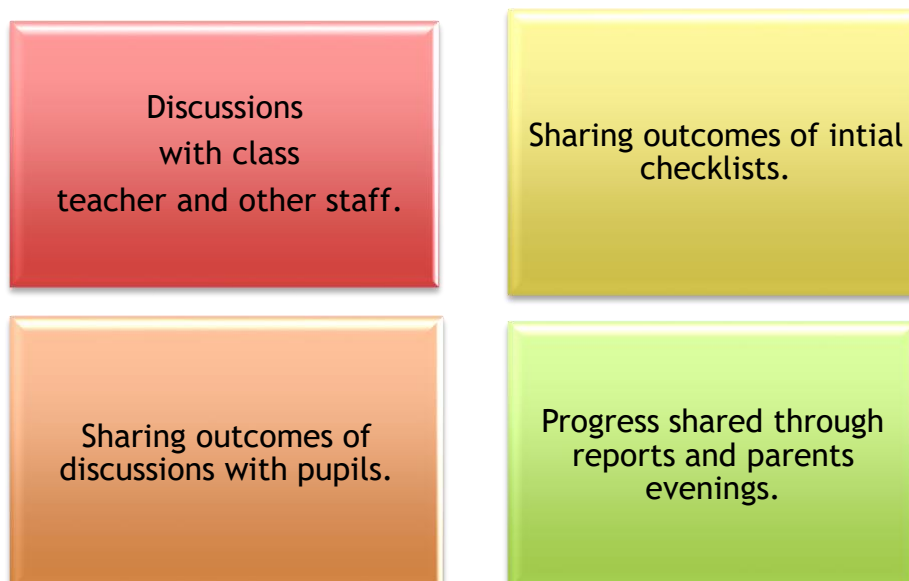 Discussions
with class
teacher and other staff.
Sharing outcomes of intial
checklists.
Sharing outcomes of
discussions with pupils.
Progress shared through
reports and parents
evenings.